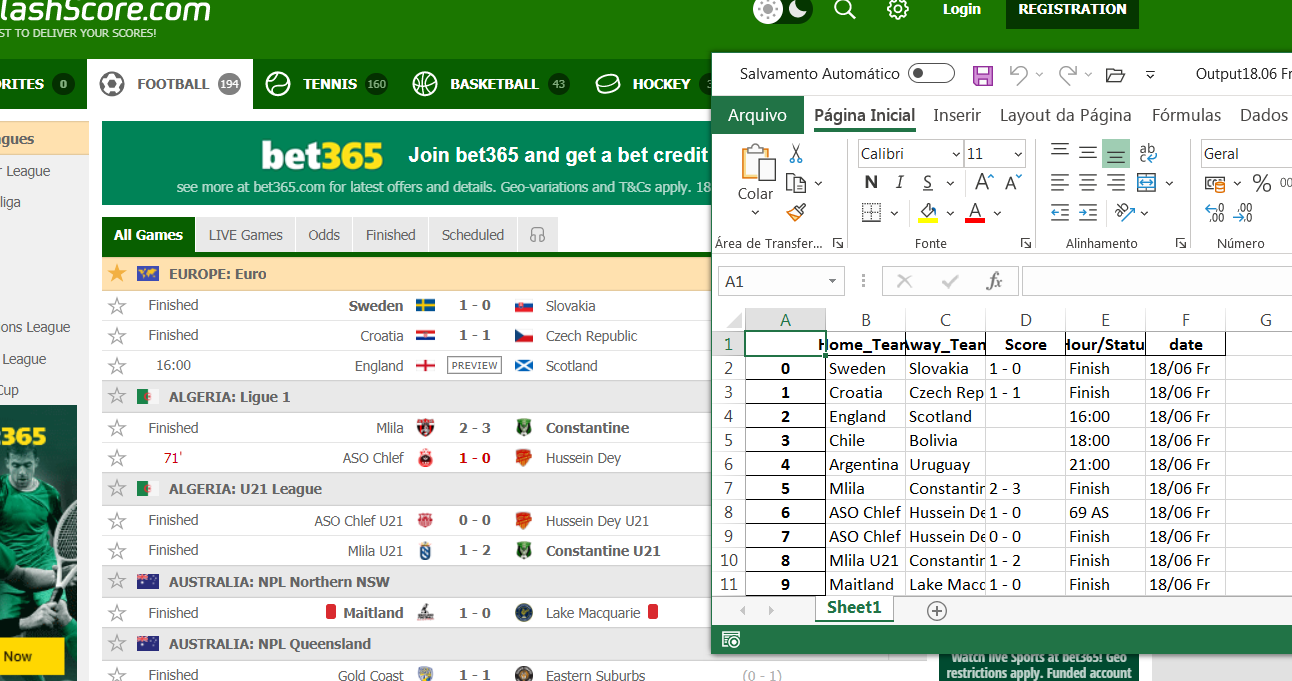 lashScore.com
ST TO DELIVER YOUR SCORES!
Login
REGISTRATION
RITES 0
FOOTBALL 194
TENNIS 160
BASKETBALL 43
HOCKEY
gues
League
liga
ons League
League
Cup
365
Now
bet365 Join bet365 and get a bet credit
see more at bet365.com for latest offers and details. Geo-variations and T&Cs apply. 18
All Games LIVE Games Odds Finished Scheduled
EUROPE: Euro
Finished Sweden 1 - 0 Slovakia
Finished Croatia 1 - 1 Czech Republic
16:00 England PREVIEW Scotland
ALGERIA: Ligue 1
Finished Mlila 2 - 3 Constantine
71' ASO Chlef 1 - 0 Hussein Dey
ALGERIA: U21 League
Finished ASO Chlef U21 0 - 0 Hussein Dey U21
Finished Mlila U21 1 - 2 Constantine U21
AUSTRALIA: NPL Northern NSW
Finished Maitland 1 - 0 Lake Macquarie
AUSTRALIA: NPL Queensland
Finished Gold Coast 1 - 1 Eastern Suburbs (0 - 1)
Salvamento Automático
Output18.06 Fr
Arquivo Página Inicial Inserir Layout da Página Fórmulas Dados
Colar
Calibri 11
Geral
N I S A A
A
ab
% 00
Área de Transfer... Fonte Alinhamento Número
A1 fx
A B C D E F G
1 Home_Team Away_Team Score Hour/Statu date
2 0 Sweden Slovakia 1 - 0 Finish 18/06 Fr
3 1 Croatia Czech Rep 1 - 1 Finish 18/06 Fr
4 2 England Scotland 16:00 18/06 Fr
5 3 Chile Bolivia 18:00 18/06 Fr
6 4 Argentina Uruguay 21:00 18/06 Fr
7 5 Mlila Constantin 2 - 3 Finish 18/06 Fr
8 6 ASO Chlef Hussein De 1 - 0 69 AS 18/06 Fr
9 7 ASO Chlef Hussein De 0 - 0 Finish 18/06 Fr
10 8 Mlila U21 Constantin 1 - 2 Finish 18/06 Fr
11 9 Maitland Lake Macq 1 - 0 Finish 18/06 Fr
Sheet1
Watch live Sports at bet365! Geo
restrictions apply. Funded account